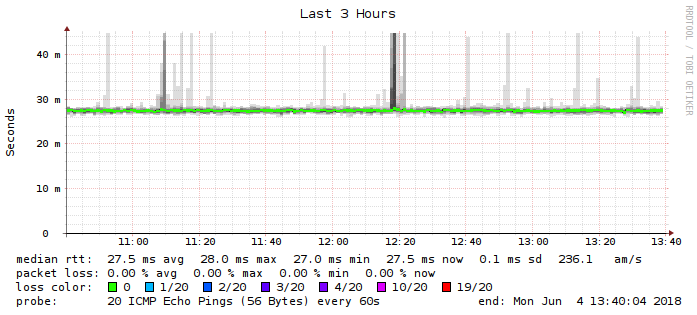 Last 3 Hours
RRDTOOL / TOBI OETIKER
Seconds
40 m
30 m
20 m
10 m
0
11:00 11:20 11:40 12:00 12:20 12:40 13:00 13:20 13:40
median rtt: 27.5 ms avg 28.0 ms max 27.0 ms min 27.5 ms now 0.1 ms sd 236.1 am/s
packet loss: 0.00 % avg 0.00 % max 0.00 % min 0.00 % now
loss color: 0 1/20 2/20 3/20 4/20 10/20 19/20
probe: 20 ICMP Echo Pings (56 Bytes) every 60s end: Mon Jun 4 13:40:04 2018